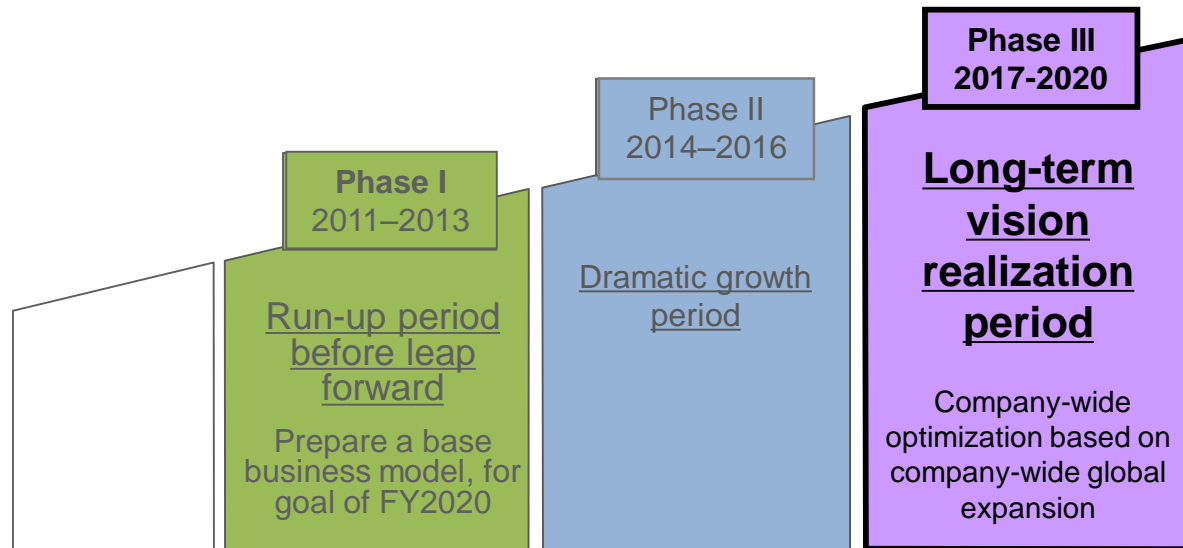 Phase I
2011–2013
Run-up period
before leap
forward
Prepare a base
business model, for
goal of FY2020
Phase II
2014–2016
Dramatic growth
period
Phase III
2017-2020
Long-term
vision
realization
period
Company-wide
optimization based on
company-wide global
expansion